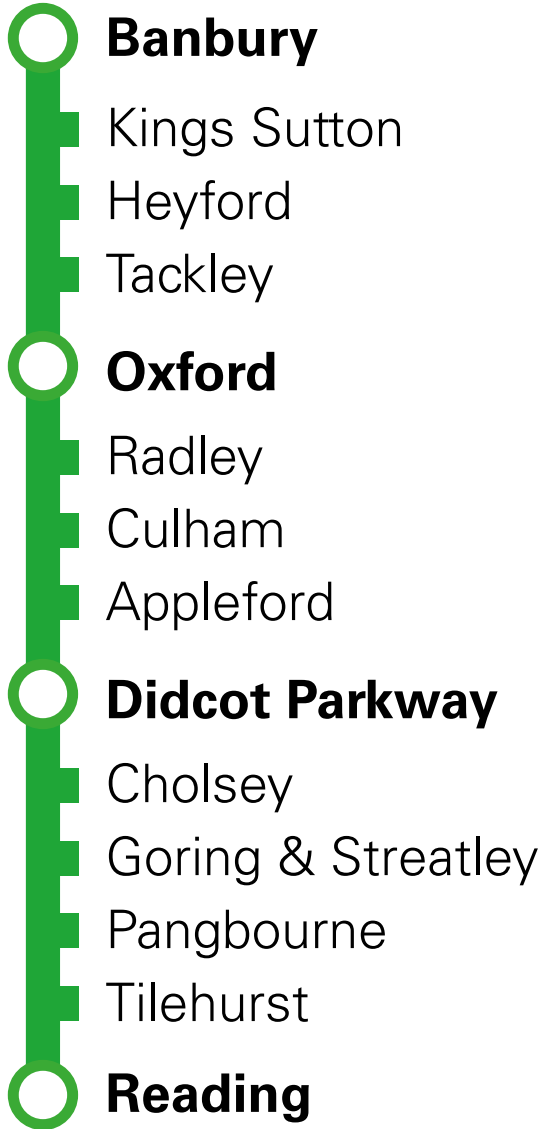 Banbury
Kings Sutton
Heyford
Tackley
Oxford
Radley
Culham
Appleford
Didcot Parkway
Cholsey
Goring & Streatley
Pangbourne
Tilehurst
Reading